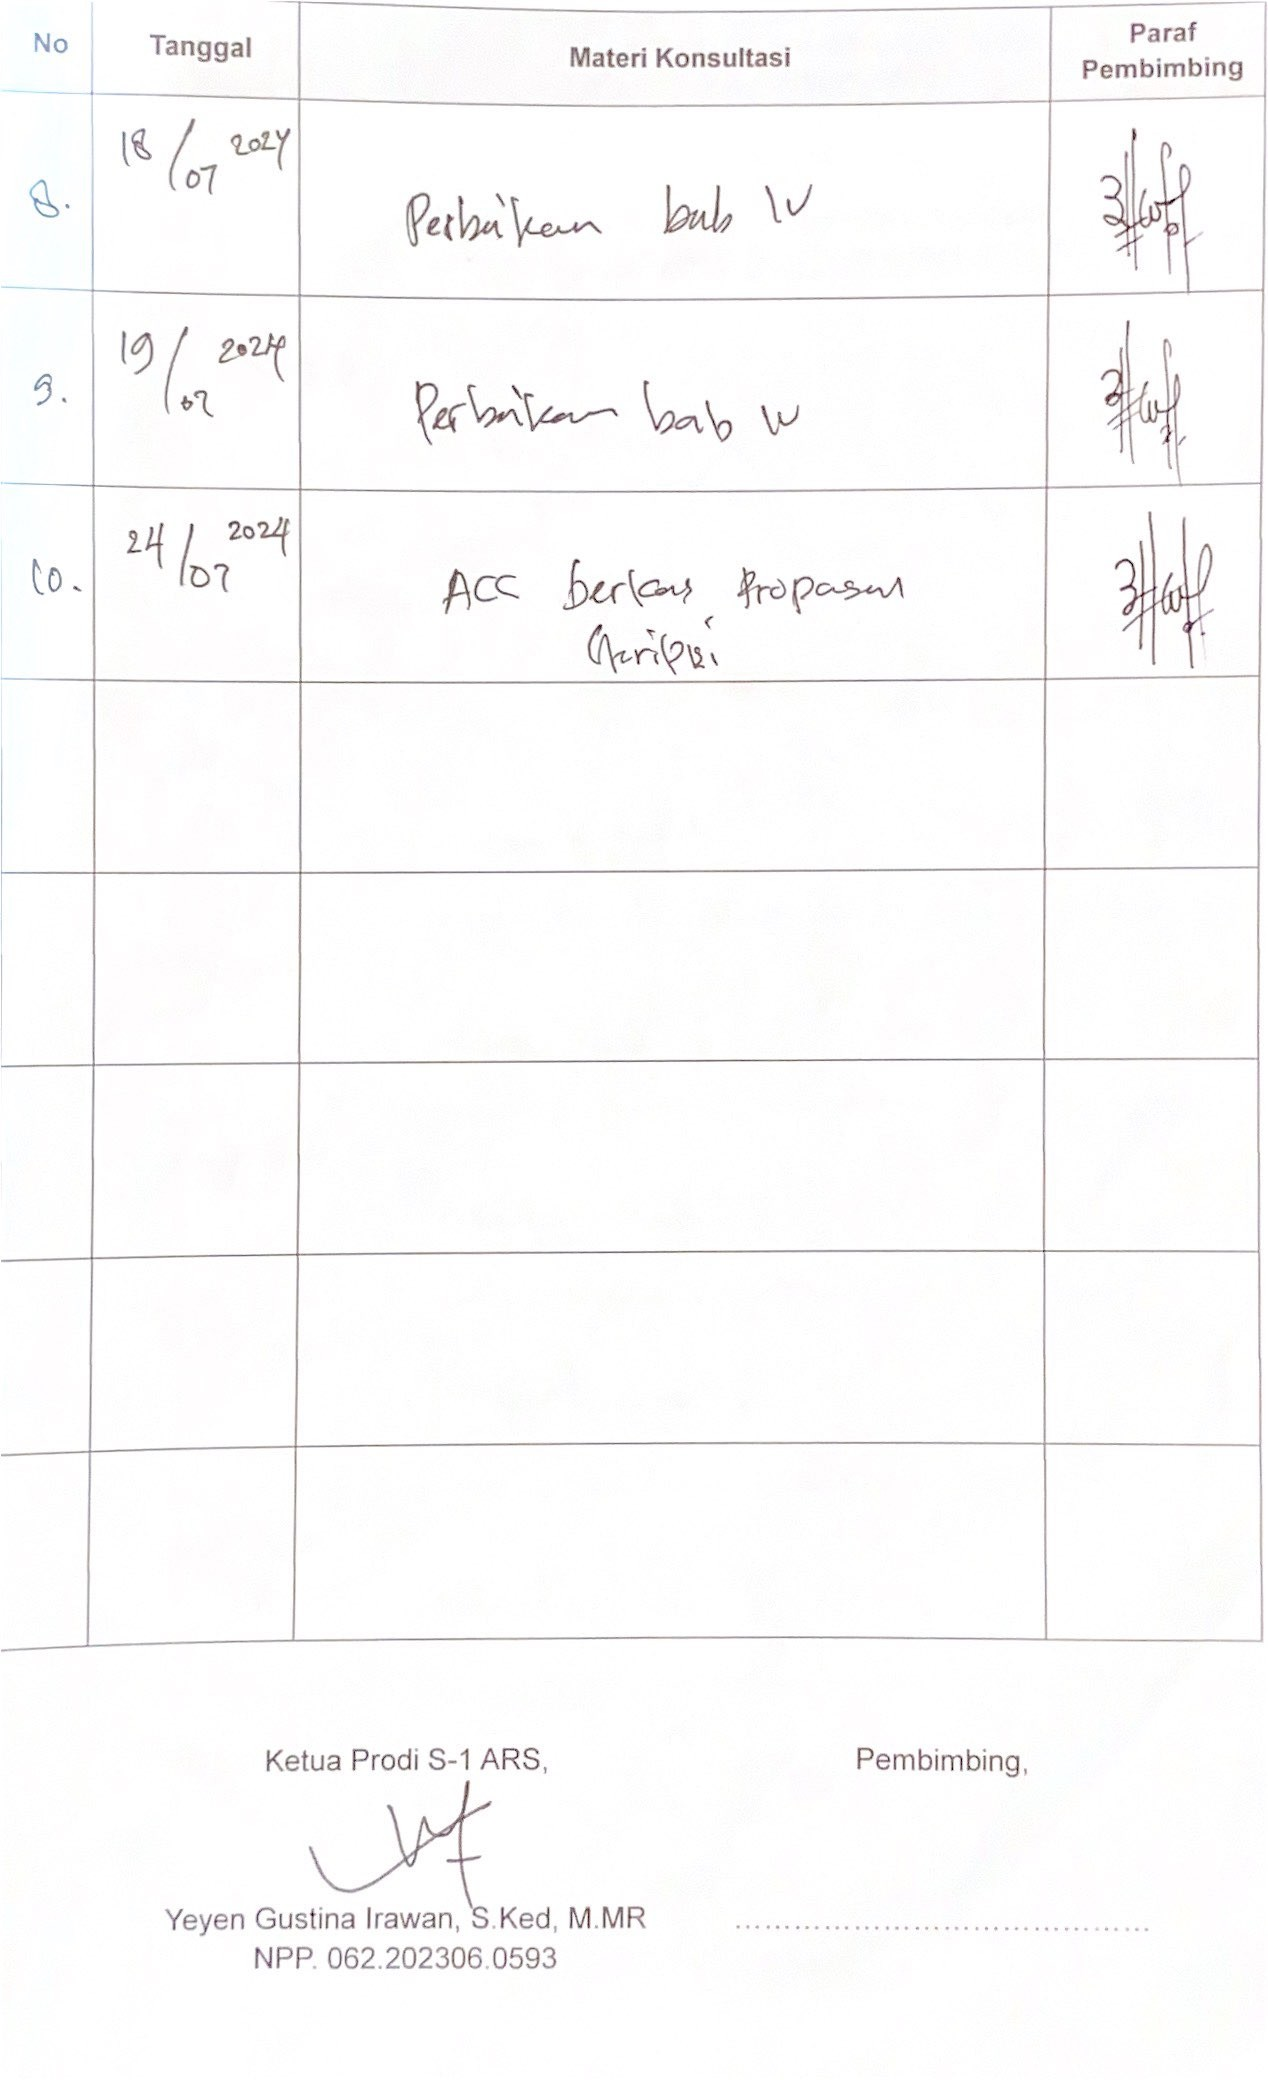 No Tanggal Materi Konsultasi Paraf Pembimbing
8. 18/07 2024 Perbaikan bab IV
9. 19/07 2024 Perbaikan bab IV
10. 24/07 2024 ACC berkas Proposal
Skripsi
Ketua Prodi S-1 ARS, Pembimbing,
Yeyen Gustina Irawan, S.Ked, M.MR
NPP. 062.202306.0593